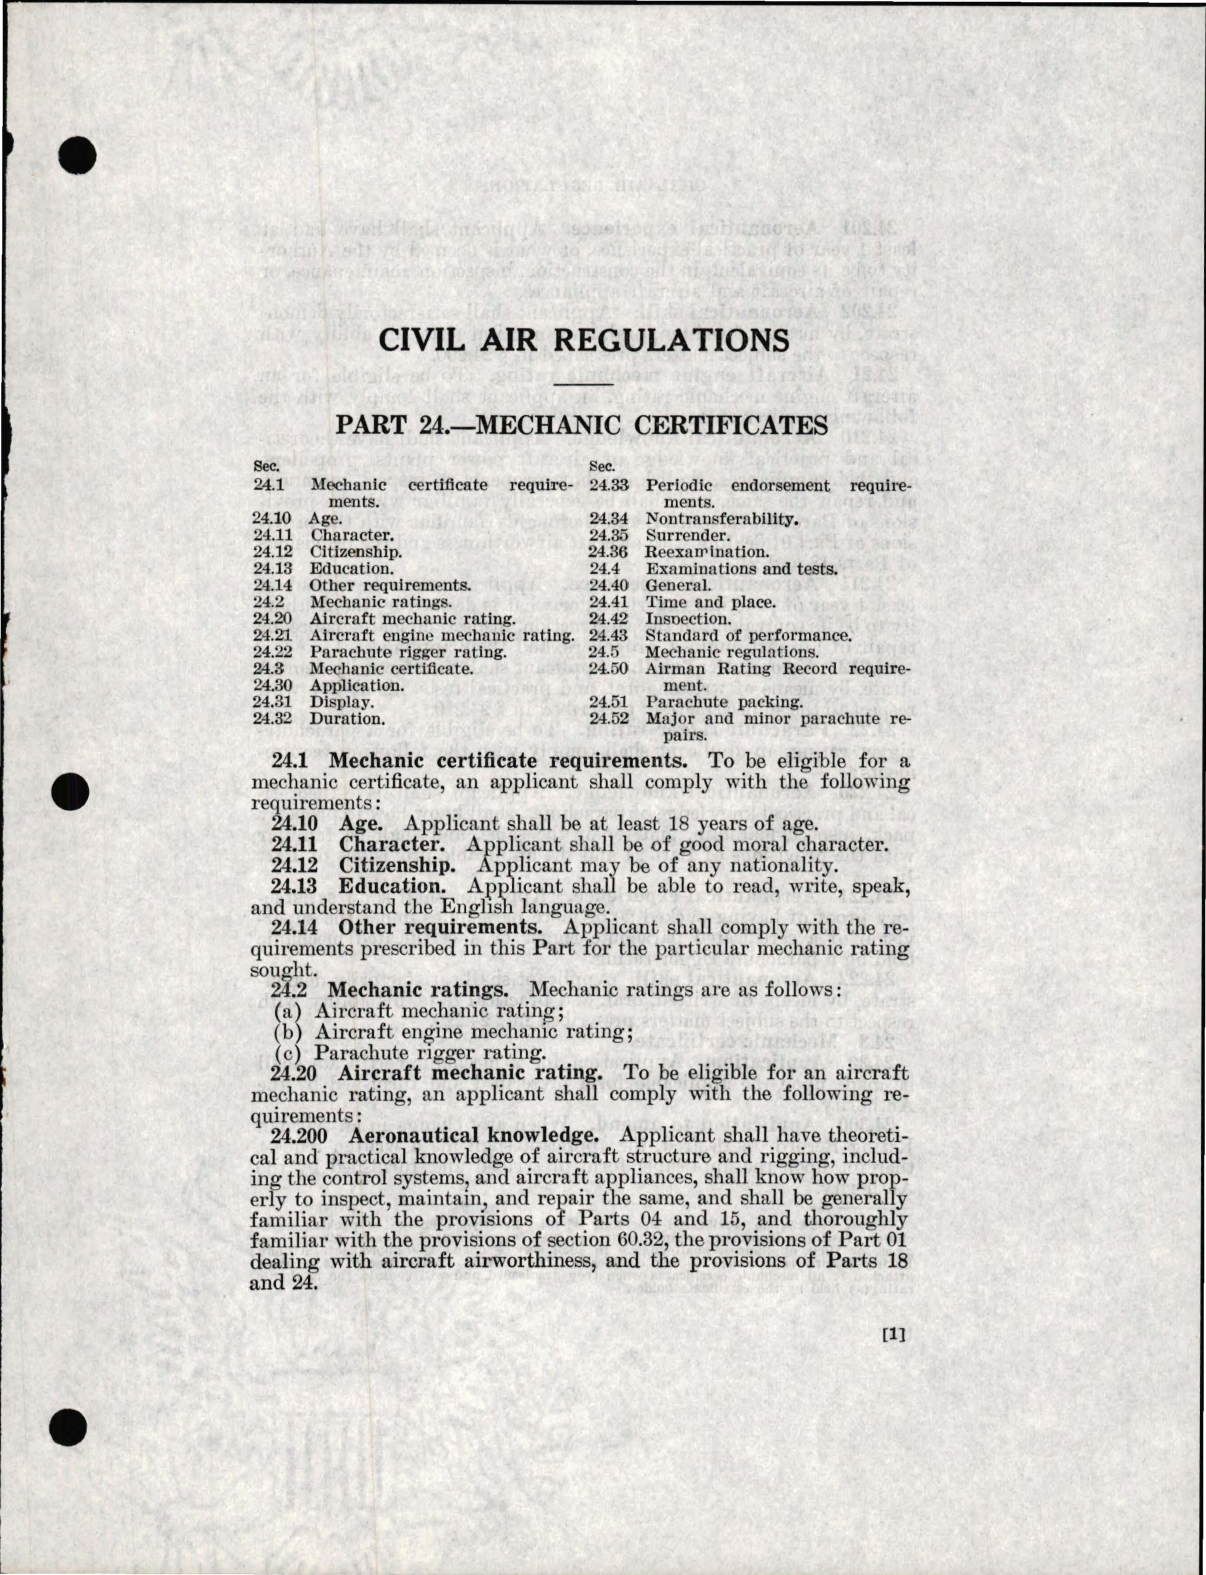 CIVIL AIR REGULATIONS
PART 24.—MECHANIC CERTIFICATES
Sec.
24.1 Mechanic certificate require-
ments.
24.10 Age.
24.11 Character.
24.12 Citizenship.
24.13 Education.
24.14 Other requirements.
24.2 Mechanic ratings.
24.20 Aircraft mechanic rating.
24.21 Aircraft engine mechanic rating.
24.22 Parachute rigger rating.
24.3 Mechanic certificate.
24.30 Application.
24.31 Display.
24.32 Duration.
Sec.
24.33 Periodic endorsement require-
ments.
24.34 Nontransferability.
24.35 Surrender.
24.36 Reexamination.
24.4 Examinations and tests.
24.40 General.
24.41 Time and place.
24.42 Inspection.
24.43 Standard of performance.
24.5 Mechanic regulations.
24.50 Airman Rating Record require-
ment.
24.51 Parachute packing.
24.52 Major and minor parachute re-
pairs.
24.1 Mechanic certificate requirements. To be eligible for a
mechanic certificate, an applicant shall comply with the following
requirements:
24.10 Age. Applicant shall be at least 18 years of age.
24.11 Character. Applicant shall be of good moral character.
24.12 Citizenship. Applicant may be of any nationality.
24.13 Education. Applicant shall be able to read, write, speak,
and understand the English language.
24.14 Other requirements. Applicant shall comply with the re-
quirements prescribed in this Part for the particular mechanic rating
sought.
24.2 Mechanic ratings. Mechanic ratings are as follows:
(a) Aircraft mechanic rating;
(b) Aircraft engine mechanic rating;
(c) Parachute rigger rating.
24.20 Aircraft mechanic rating. To be eligible for an aircraft
mechanic rating, an applicant shall comply with the following re-
quirements:
24.200 Aeronautical knowledge. Applicant shall have theoreti-
cal and practical knowledge of aircraft structure and rigging, includ-
ing the control systems, and aircraft appliances, shall know how prop-
erly to inspect, maintain, and repair the same, and shall be generally
familiar with the provisions of Parts 04 and 15, and thoroughly
familiar with the provisions of section 60.32, the provisions of Part 01
dealing with aircraft airworthiness, and the provisions of Parts 18
and 24.
[1]